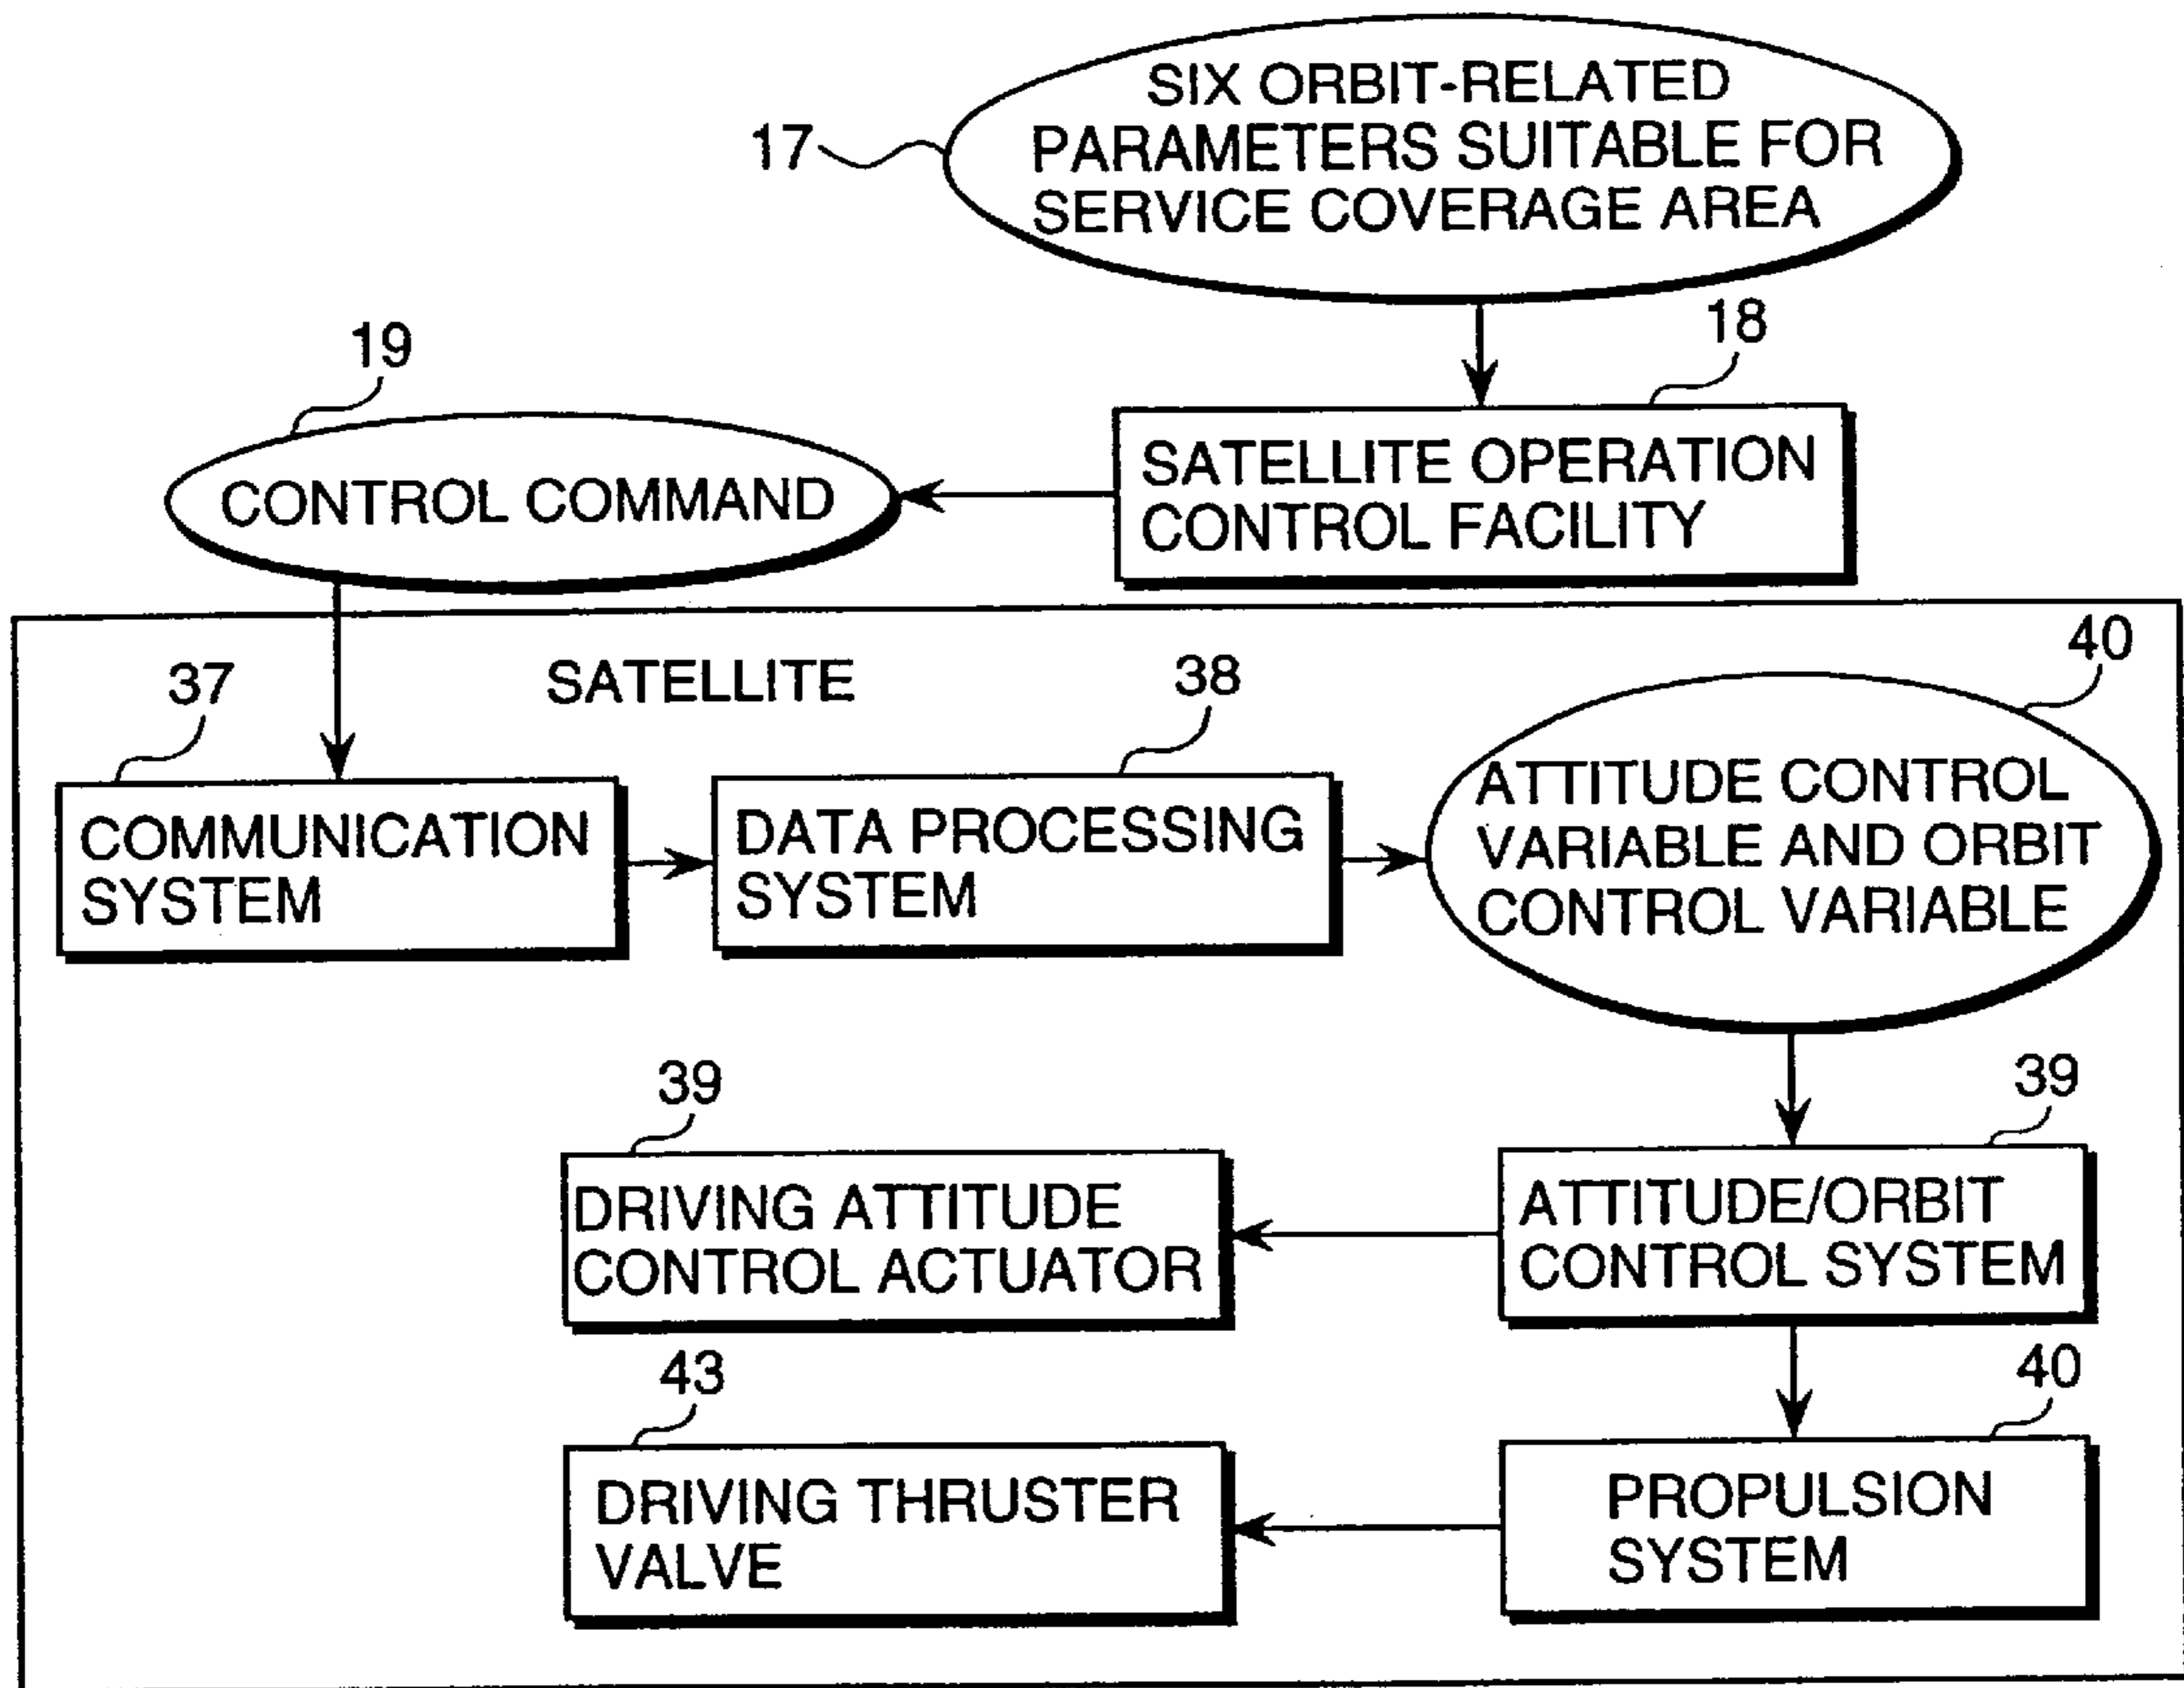 SIX ORBIT-RELATED
17
PARAMETERS SUITABLE FOR
SERVICE COVERAGE AREA
18
19
SATELLITE OPERATION
CONTROL FACILITY
CONTROL COMMAND
40
37
SATELLITE
38
COMMUNICATION
SYSTEM
DATA PROCESSING
SYSTEM
ATTITUDE CONTROL
VARIABLE AND ORBIT
CONTROL VARIABLE
39
39
DRIVING ATTITUDE
CONTROL ACTUATOR
ATTITUDE/ORBIT
CONTROL SYSTEM
43
40
DRIVING THRUSTER
VALVE
PROPULSION
SYSTEM